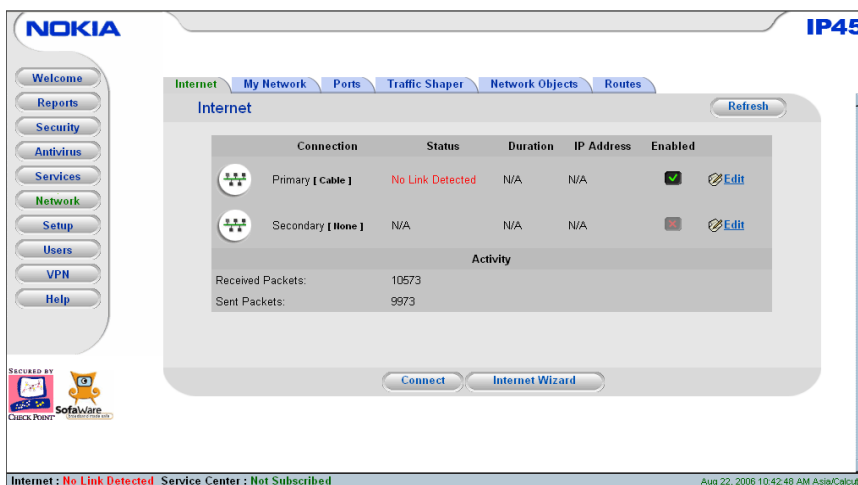 NOKIA
IP45
Welcome
Reports
Security
Antivirus
Services
Network
Setup
Users
VPN
Help
Internet My Network Ports Traffic Shaper Network Objects Routes
Internet Refresh
Connection Status Duration IP Address Enabled
Primary [ Cable ] No Link Detected N/A N/A Edit
Secondary [ None ] N/A N/A N/A Edit
Activity
Received Packets: 10573
Sent Packets: 9973
Connect Internet Wizard
SECURED BY
CHECK POINT
SofaWare
Internet : No Link Detected Service Center : Not Subscribed Aug 22, 2006 10:42:48 AM Asia/Calcut